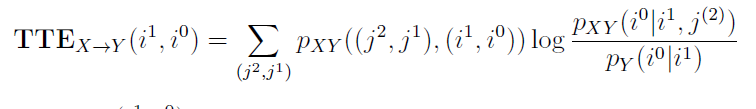 TTE_{X→Y}(i^1, i^0) = \sum_{(j^2, j^1)} p_{XY}((j^2, j^1), (i^1, i^0)) \log \frac{p_{XY}(i^0|i^1, j^{(2)})}{p_Y(i^0|i^1)}